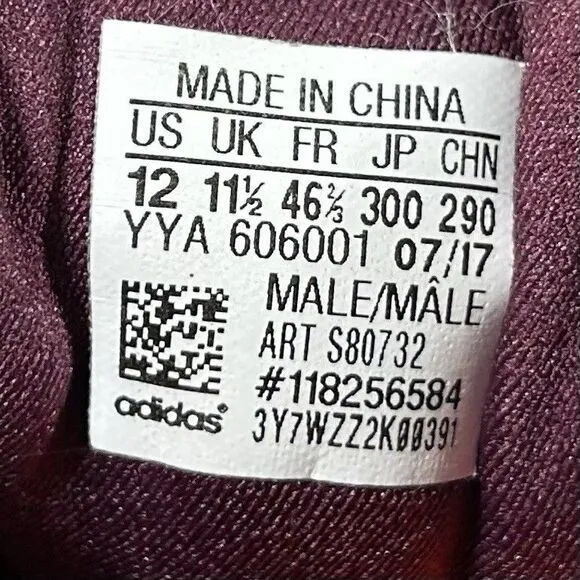 MADE IN CHINA
US UK FR JP CHN
12 11½ 46⅔ 300 290
YYA 606001 07/17
MALE/MÂLE
ART S80732
#118256584
adidas®
3Y7WZZ2K00391